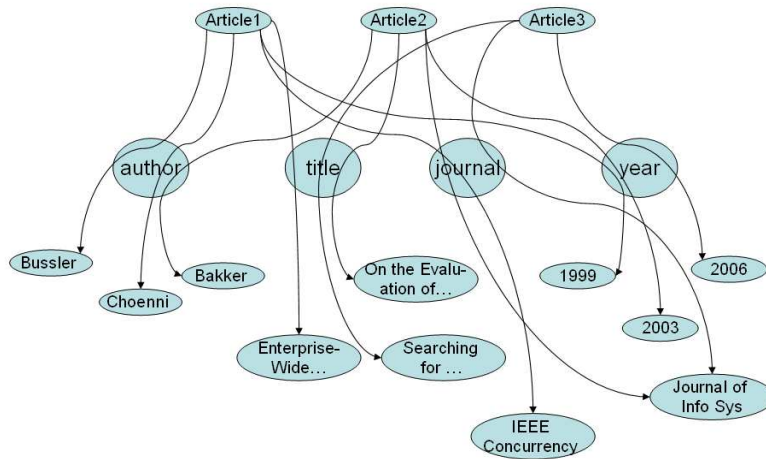 Article1
Article2
Article3
author
title
journal
year
Bussler
Bakker
On the Evalu-
ation of…
1999
2006
Choenni
2003
Enterprise-
Wide…
Searching
for …
Journal of
Info Sys
IEEE
Concurrency